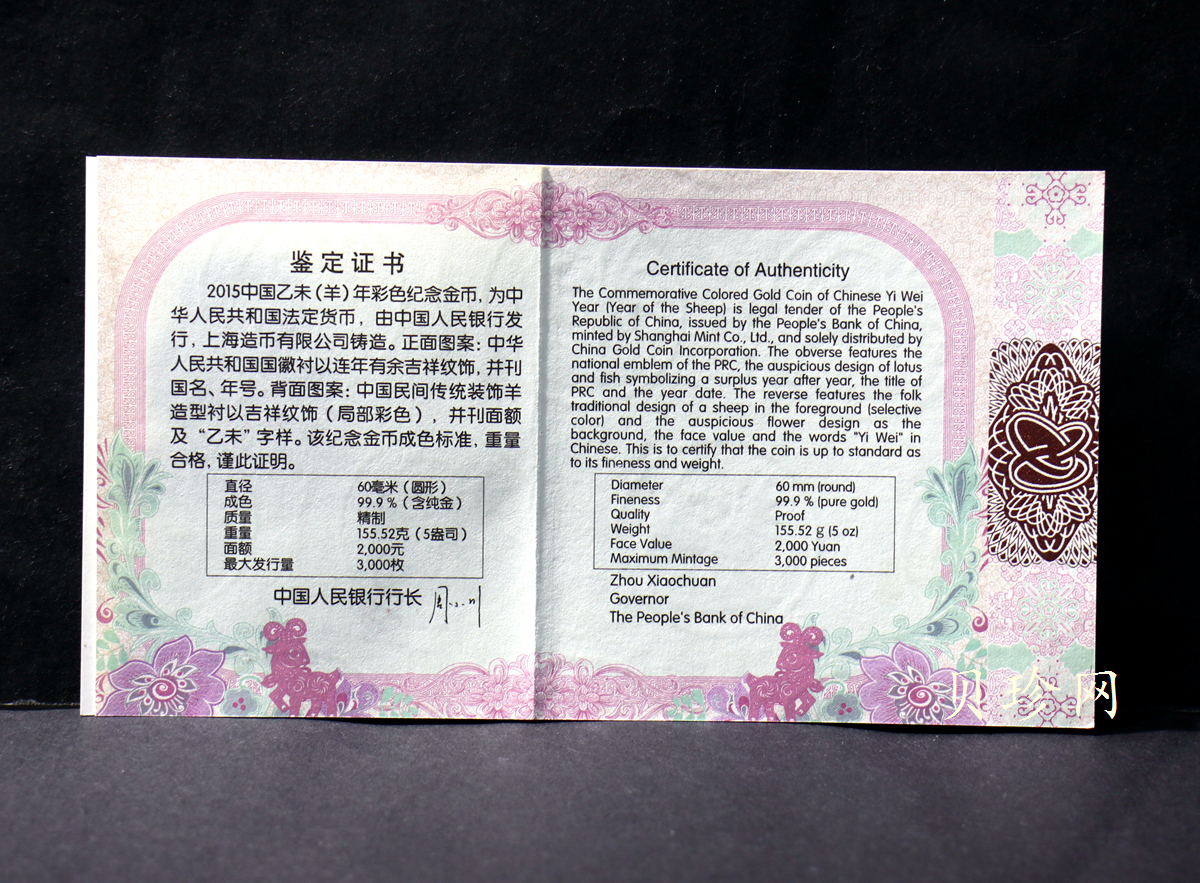 鉴定证书
2015中国乙未（羊）年彩色纪念金币，为中
华人民共和国法定货币，由中国人民银行发
行，上海造币有限公司铸造。正面图案：中华
人民共和国国徽衬以连年有余吉祥纹饰，并刊
国名、年号。背面图案：中国民间传统装饰羊
造型衬以吉祥纹饰（局部彩色），并刊面额
及“乙未”字样。该纪念金币成色标准，重量
合格，谨此证明。
直径 60毫米（圆形）
成色 99.9％（含纯金）
质量 精制
重量 155.52克（5盎司）
面额 2,000元
最大发行量 3,000枚
中国人民银行行长
Certificate of Authenticity
The Commemorative Colored Gold Coin of Chinese Yi Wei
Year (Year of the Sheep) is legal tender of the People's
Republic of China, issued by the People's Bank of China,
minted by Shanghai Mint Co., Ltd., and solely distributed by
China Gold Coin Incorporation. The obverse features the
national emblem of the PRC, the auspicious design of lotus
and fish symbolizing a surplus year after year, the title of
PRC and the year date. The reverse features the folk
traditional design of a sheep in the foreground (selective
color) and the auspicious flower design as the
background, the face value and the words "Yi Wei" in
Chinese. This is to certify that the coin is up to standard as
to its fineness and weight.
Diameter 60 mm (round)
Fineness 99.9 % (pure gold)
Quality Proof
Weight 155.52 g (5 oz)
Face Value 2,000 Yuan
Maximum Mintage 3,000 pieces
Zhou Xiaochuan
Governor
The People's Bank of China
贝珍网